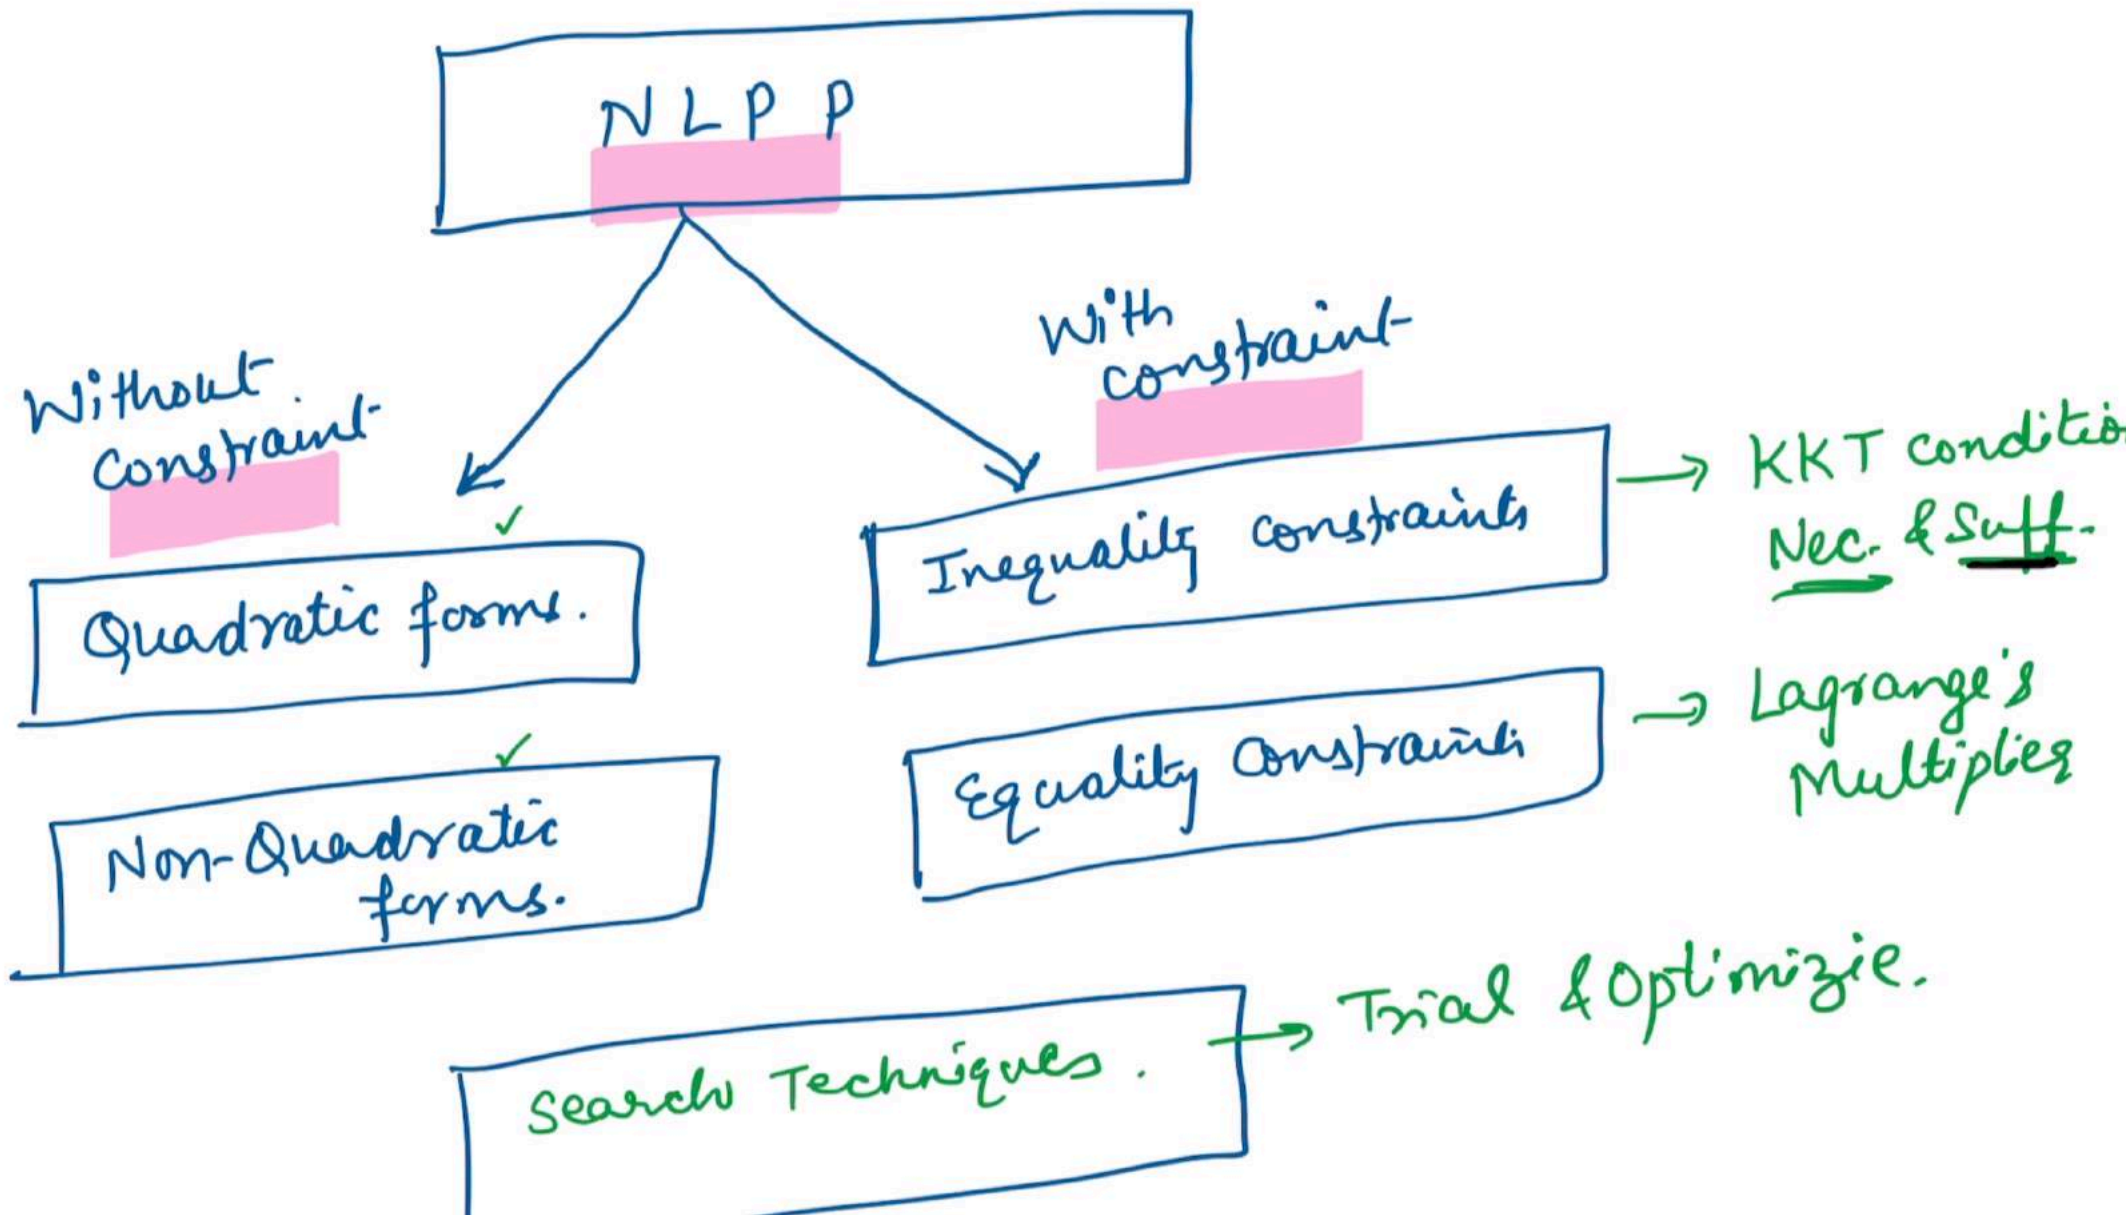 NLPP
Without
Constraint
With
constraint
Quadratic forms.
Inequality constraints
KKT condition
Nec. & Suff.
Non-Quadratic
forms.
Equality Constraints
Lagrange's
Multiplier
Search Techniques.
Trial & Optimizie.